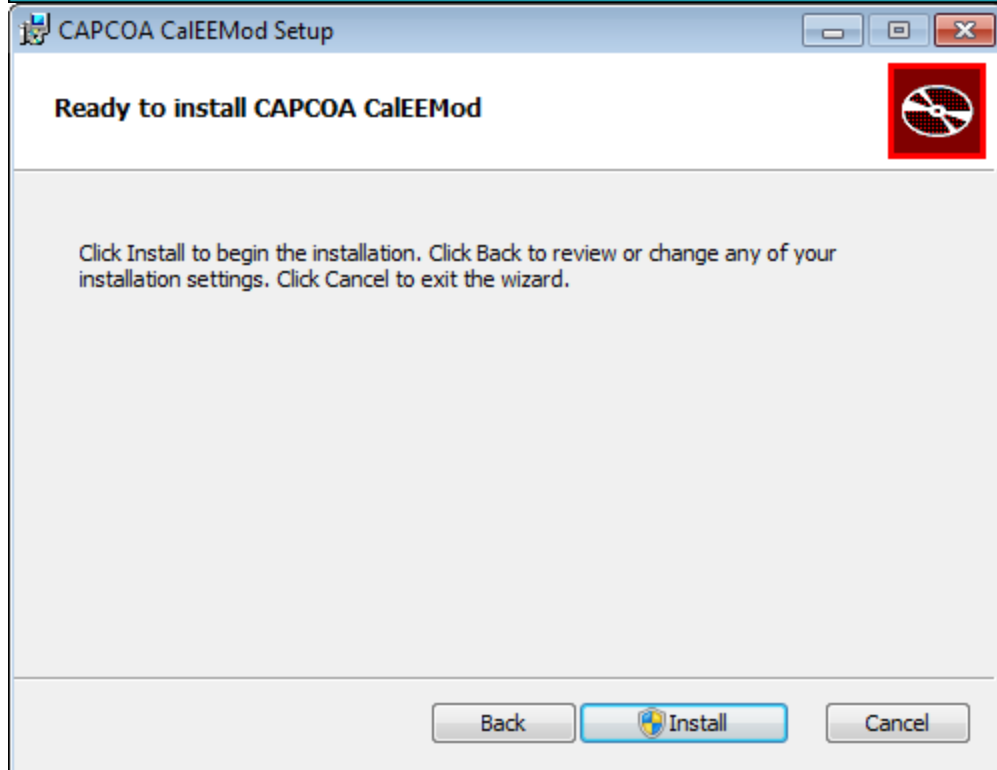 CAPCOA CalEEMod Setup
Ready to install CAPCOA CalEEMod
Click Install to begin the installation. Click Back to review or change any of your
installation settings. Click Cancel to exit the wizard.
Back
Install
Cancel